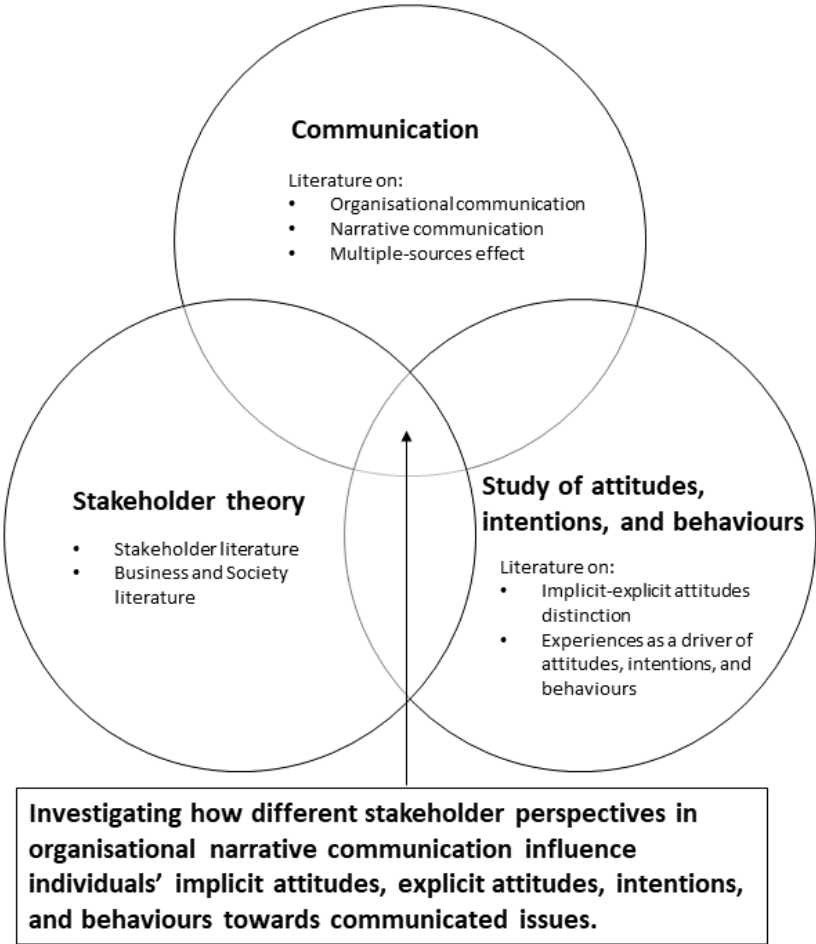 Communication
Literature on:
• Organisational communication
• Narrative communication
• Multiple-sources effect
Stakeholder theory
• Stakeholder literature
• Business and Society
literature
Study of attitudes,
intentions, and behaviours
Literature on:
• Implicit-explicit attitudes
distinction
• Experiences as a driver of
attitudes, intentions, and
behaviours
Investigating how different stakeholder perspectives in
organisational narrative communication influence
individuals’ implicit attitudes, explicit attitudes, intentions,
and behaviours towards communicated issues.